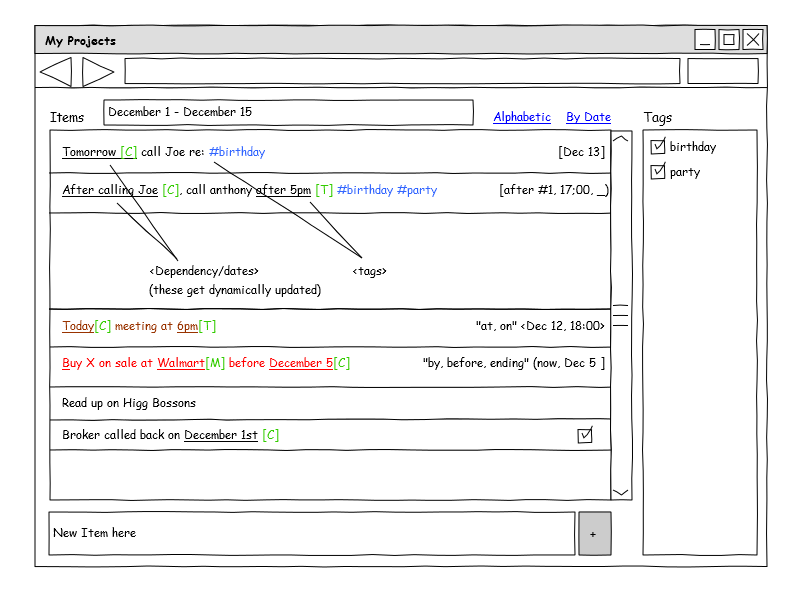 My Projects
Items
December 1 - December 15
Alphabetic By Date
Tags
Tomorrow [C] call Joe re: #birthday [Dec 13]
birthday
party
After calling Joe [C], call anthony after 5pm [T] #birthday #party [after #1, 17:00, _)
<Dependency/dates> <tags>
(these get dynamically updated)
Today[C] meeting at 6pm[T] "at, on" <Dec 12, 18:00>
Buy X on sale at Walmart[M] before December 5[C] "by, before, ending" (now, Dec 5 ]
Read up on Higg Bossons
Broker called back on December 1st [C]
New Item here +